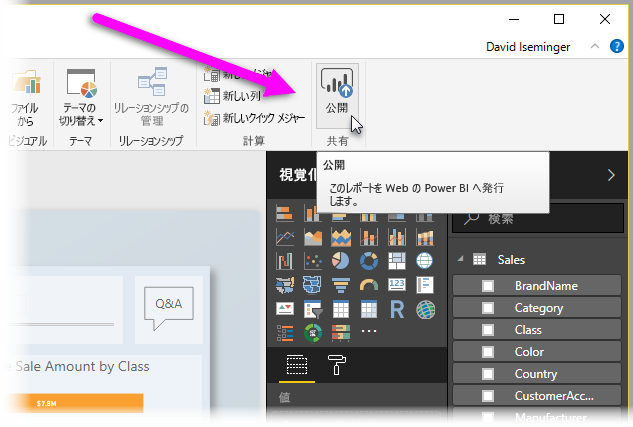 David Iseminger
ファイル
から
テーマの
切り替え
リレーションシップの
管理
新しい列
新しいクイック メジャー
公開
ビジュアル
テーマ
リレーションシップ
計算
共有
公開
このレポートを Web の Power BI へ発行
します。
視覚化
検索
Sales
BrandName
Category
Class
Color
Country
CustomerAcc...
Manufacturer
Q&A
Sale Amount by Class
$7.8M
123
R
値